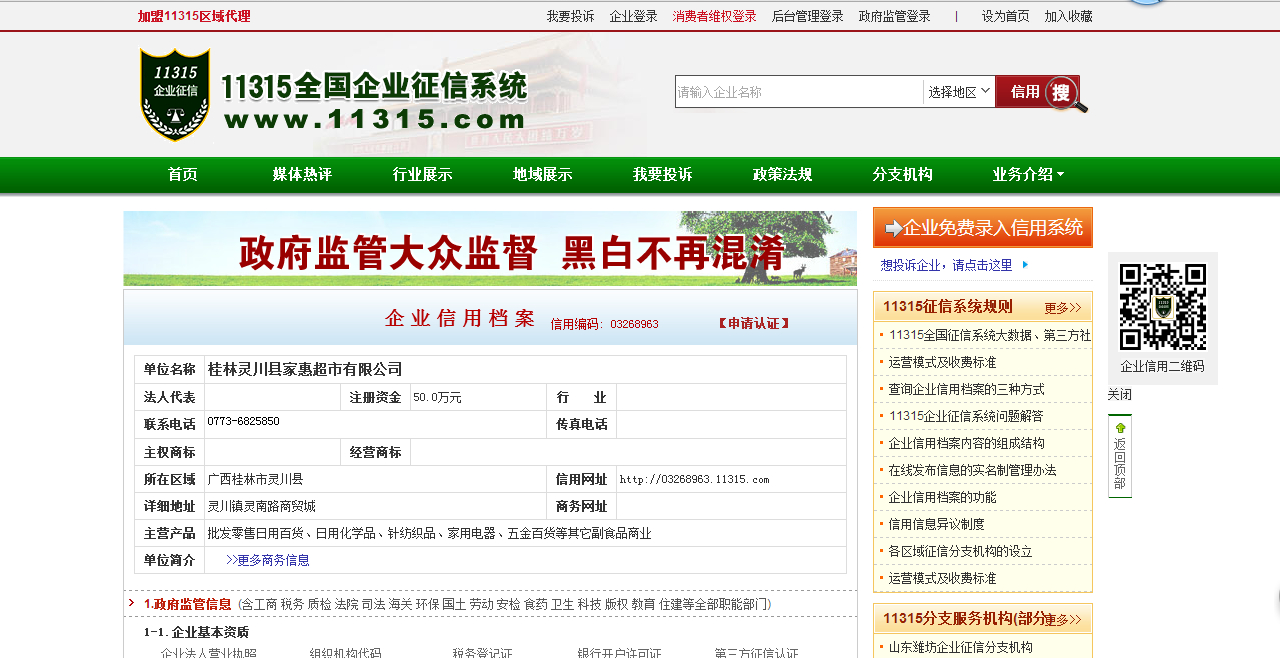 加盟11315区域代理 我要投诉 企业登录 消费者维权登录 后台管理登录 政府监管登录 | 设为首页 加入收藏
11315
企业征信
11315全国企业征信系统
www.11315.com
请输入企业名称 选择地区 信用 搜
首页 媒体热评 行业展示 地域展示 我要投诉 政策法规 分支机构 业务介绍
政府监管大众监督 黑白不再混淆
企业信用档案 信用编码：03268963 【申请认证】
单位名称 桂林灵川县家惠超市有限公司
法人代表 注册资金 50.0万元 行 业
联系电话 0773-6825850 传真电话
主权商标 经营商标
所在区域 广西桂林市灵川县 信用网址 http://03268963.11315.com
详细地址 灵川镇灵南路商贸城 商务网址
主营产品 批发零售日用百货、日用化学品、针纺织品、家用电器、五金百货等其它副食品商业
单位简介 >>更多商务信息
1.政府监管信息 (含工商 税务 质检 法院 司法 海关 环保 国土 劳动 安检 食药 卫生 科技 版权 教育 住建等全部职能部门)
1-1. 企业基本资质
企业法人营业执照 组织机构代码 税务登记证 银行开户许可证 第三方征信认证
企业免费录入信用系统
想投诉企业，请点击这里
11315征信系统规则 更多>>
11315全国征信系统大数据、第三方社
运营模式及收费标准
查询企业信用档案的三种方式
11315企业征信系统问题解答
企业信用档案内容的组成结构
在线发布信息的实名制管理办法
企业信用档案的功能
信用信息异议制度
各区域征信分支机构的设立
运营模式及收费标准
11315分支服务机构(部分) 更多>>
山东潍坊企业征信分支机构
企业信用二维码
关闭
返回顶部